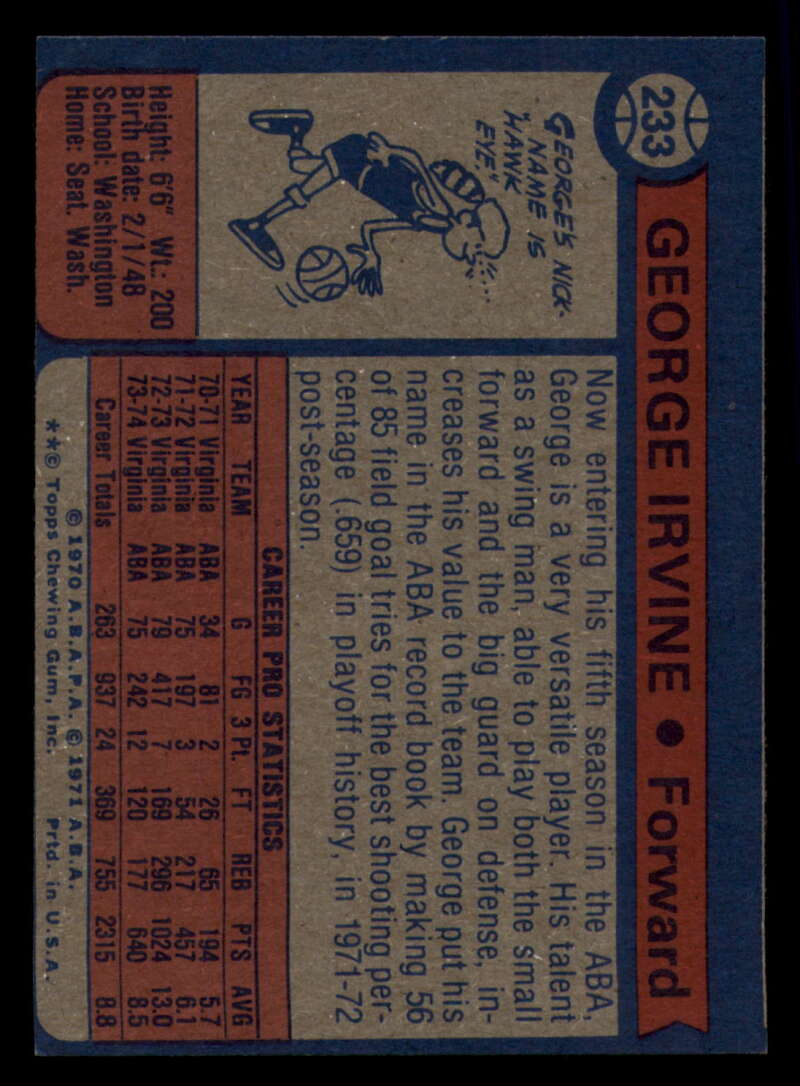 233
GEORGE IRVINE • Forward
GEORGE'S NICK-
NAME IS
"HAWK
EYE."
Height: 6'6" Wt.: 200
Birth date: 2/1/48
School: Washington
Home: Seat. Wash.
Now entering his fifth season in the ABA,
George is a very versatile player. His talent
as a swing man, able to play both the small
forward and the big guard on defense, in-
creases his value to the team. George put his
name in the ABA record book by making 56
of 85 field goal tries for the best shooting per-
centage (.659) in playoff history, in 1971-72
post-season.
CAREER PRO STATISTICS
YEAR TEAM G FG 3 Pt. FT REB PTS AVG
70-71 Virginia ABA 34 81 2 26 65 194 5.7
71-72 Virginia ABA 75 197 3 54 217 457 6.1
72-73 Virginia ABA 79 417 7 169 296 1024 13.0
73-74 Virginia ABA 75 242 12 120 177 640 8.5
Career Totals 263 937 24 369 755 2315 8.8
© 1970 A.B.A.P.A. © 1971 A.B.A.
**© Topps Chewing Gum, Inc. Prtd. in U.S.A.